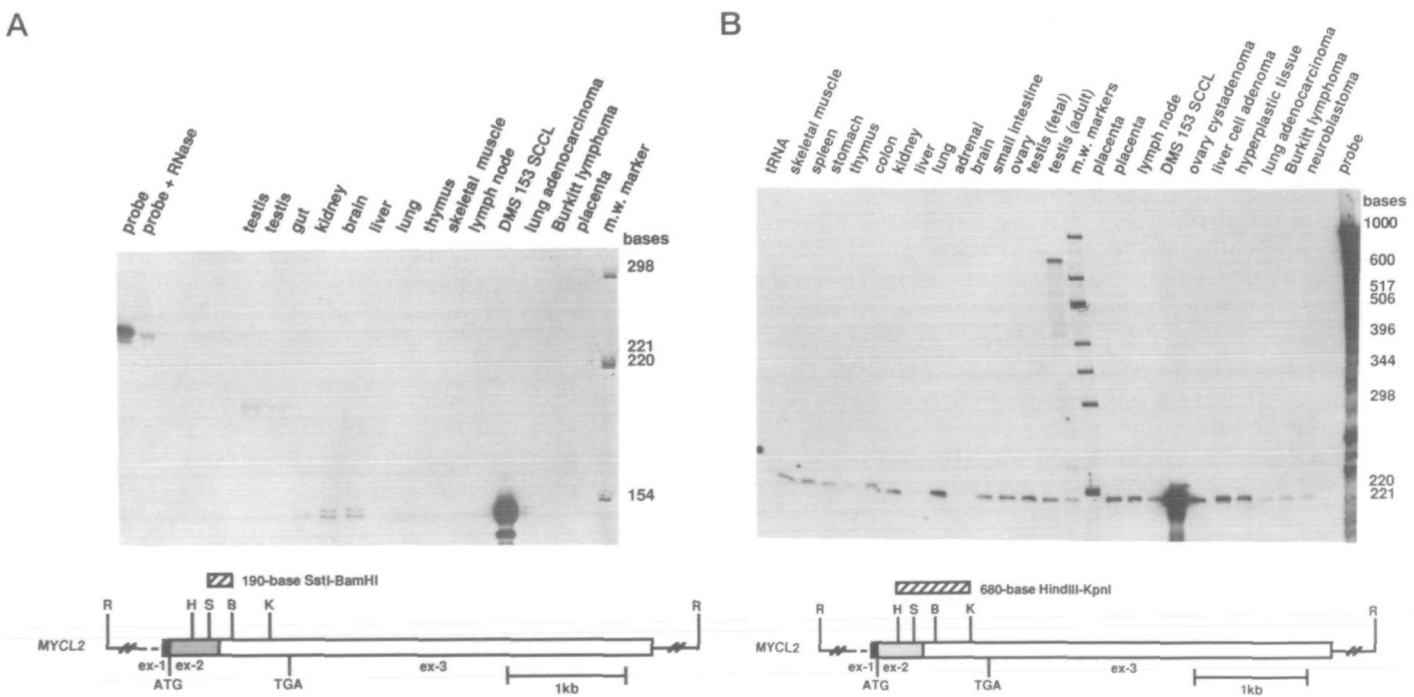 A
probe
probe + RNase
testis
testis
gut
kidney
brain
liver
lung
thymus
skeletal muscle
lymph node
DMS 153 SCCL
lung adenocarcinoma
Burkitt lymphoma
placenta
m.w. marker
bases
298
221
220
154
190-base SstI-BamHI
R H S B K R
MYCL2
ex-1 ex-2 ex-3
ATG TGA
1kb
B
tRNA
skeletal muscle
spleen
stomach
thymus
colon
kidney
liver
lung
adrenal
brain
small intestine
ovary
testis (fetal)
testis (adult)
m.w. markers
placenta
placenta
lymph node
DMS 153 SCCL
ovary cystadenoma
liver cell adenoma
hyperplastic tissue
lung adenocarcinoma
Burkitt lymphoma
neuroblastoma
probe
bases
1000
600
517
506
396
344
298
220
221
680-base HindIII-KpnI
R H S B K R
MYCL2
ex-1 ex-2 ex-3
ATG TGA
1kb